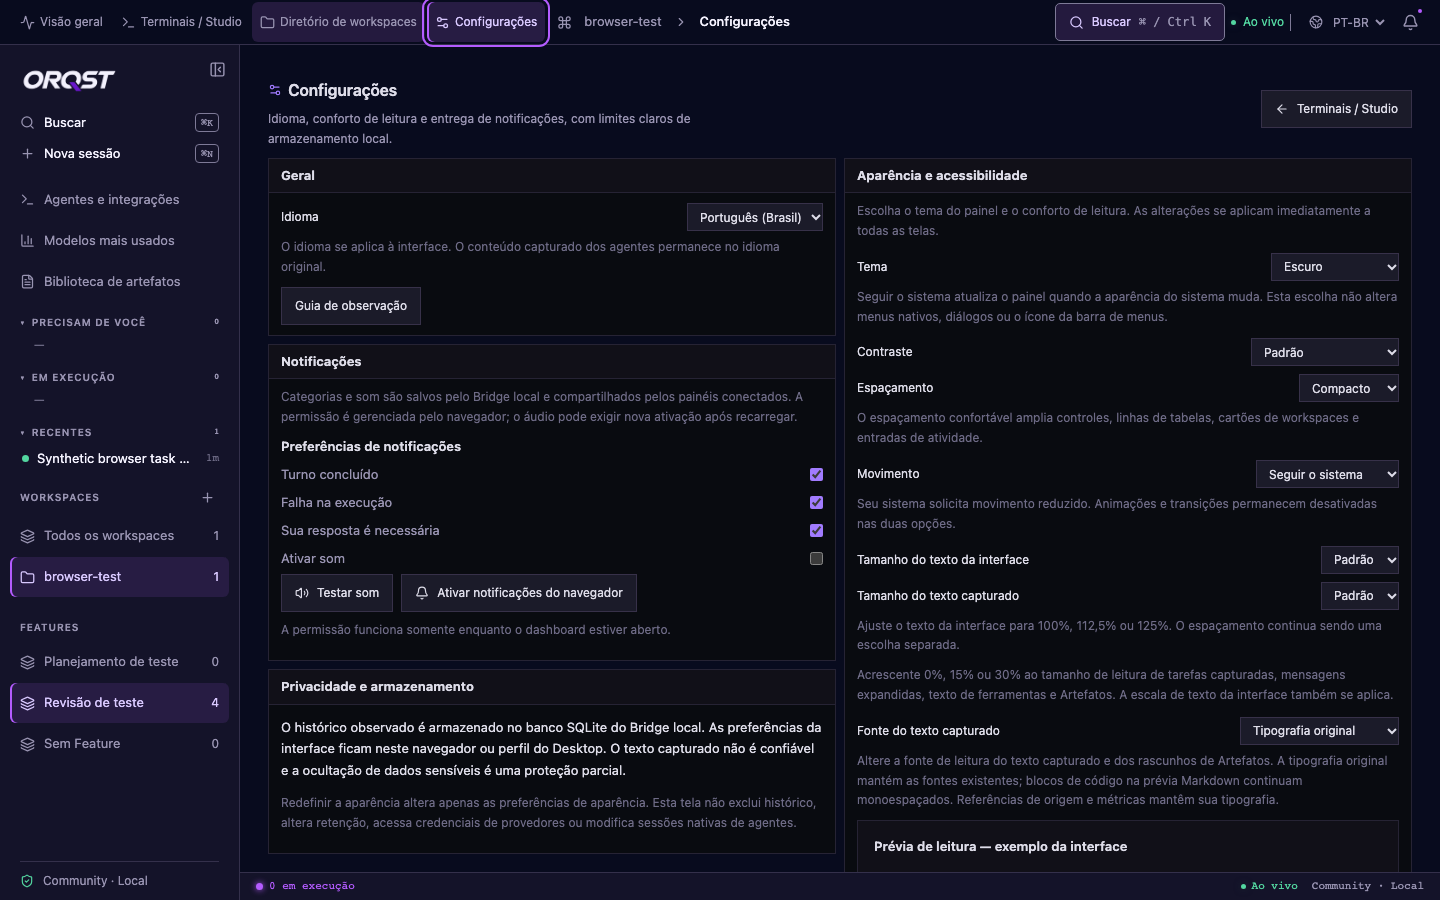 Visão geral
Terminais / Studio
Diretório de workspaces
Configurações
browser-test
Configurações
Buscar ⌘ / Ctrl K
Ao vivo
PT-BR
ORQST
Buscar ⌘K
Nova sessão ⌘N
Agentes e integrações
Modelos mais usados
Biblioteca de artefatos
PRECISAM DE VOCÊ 0
—
EM EXECUÇÃO 0
—
RECENTES 1
Synthetic browser task ... 1m
WORKSPACES
Todos os workspaces 1
browser-test 1
FEATURES
Planejamento de teste 0
Revisão de teste 4
Sem Feature 0
Community · Local
Configurações
Idioma, conforto de leitura e entrega de notificações, com limites claros de
armazenamento local.
Terminais / Studio
Geral
Idioma
Português (Brasil)
O idioma se aplica à interface. O conteúdo capturado dos agentes permanece no idioma
original.
Guia de observação
Notificações
Categorias e som são salvos pelo Bridge local e compartilhados pelos painéis conectados. A
permissão é gerenciada pelo navegador; o áudio pode exigir nova ativação após recarregar.
Preferências de notificações
Turno concluído
Falha na execução
Sua resposta é necessária
Ativar som
Testar som
Ativar notificações do navegador
A permissão funciona somente enquanto o dashboard estiver aberto.
Privacidade e armazenamento
O histórico observado é armazenado no banco SQLite do Bridge local. As preferências da
interface ficam neste navegador ou perfil do Desktop. O texto capturado não é confiável
e a ocultação de dados sensíveis é uma proteção parcial.
Redefinir a aparência altera apenas as preferências de aparência. Esta tela não exclui histórico,
altera retenção, acessa credenciais de provedores ou modifica sessões nativas de agentes.
Aparência e acessibilidade
Escolha o tema do painel e o conforto de leitura. As alterações se aplicam imediatamente a
todas as telas.
Tema
Escuro
Seguir o sistema atualiza o painel quando a aparência do sistema muda. Esta escolha não altera
menus nativos, diálogos ou o ícone da barra de menus.
Contraste
Padrão
Espaçamento
Compacto
O espaçamento confortável amplia controles, linhas de tabelas, cartões de workspaces e
entradas de atividade.
Movimento
Seguir o sistema
Seu sistema solicita movimento reduzido. Animações e transições permanecem desativadas
nas duas opções.
Tamanho do texto da interface
Padrão
Tamanho do texto capturado
Padrão
Ajuste o texto da interface para 100%, 112,5% ou 125%. O espaçamento continua sendo uma
escolha separada.
Acrescente 0%, 15% ou 30% ao tamanho de leitura de tarefas capturadas, mensagens
expandidas, texto de ferramentas e Artefatos. A escala de texto da interface também se aplica.
Fonte do texto capturado
Tipografia original
Altere a fonte de leitura do texto capturado e dos rascunhos de Artefatos. A tipografia original
mantém as fontes existentes; blocos de código na prévia Markdown continuam
monoespaçados. Referências de origem e métricas mantêm sua tipografia.
Prévia de leitura — exemplo da interface
0 em execução
Ao vivo
Community · Local